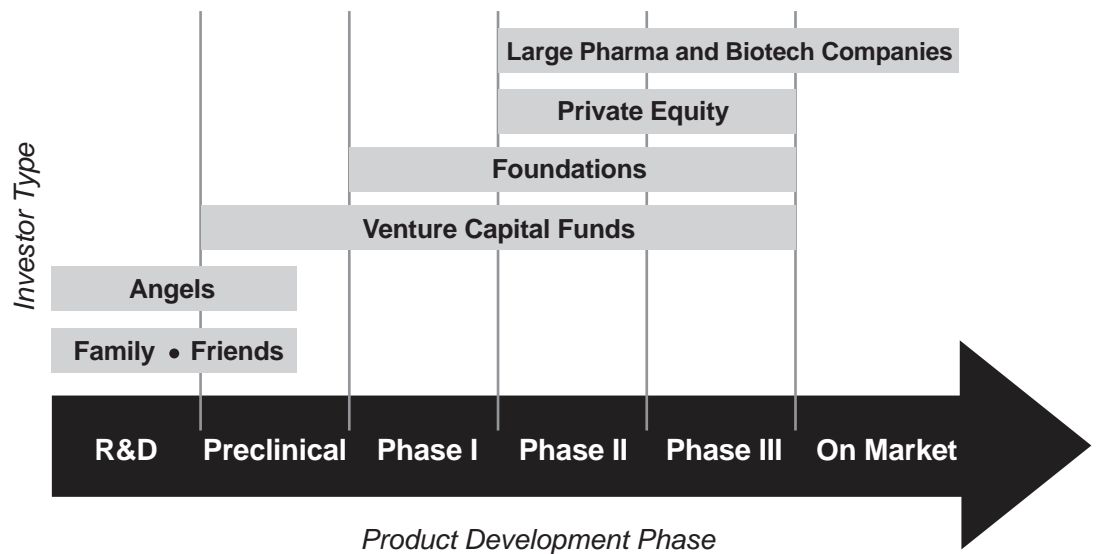 Large Pharma and Biotech Companies
Private Equity
Foundations
Venture Capital Funds
Angels
Family • Friends
Investor Type
R&D Preclinical Phase I Phase II Phase III On Market
Product Development Phase